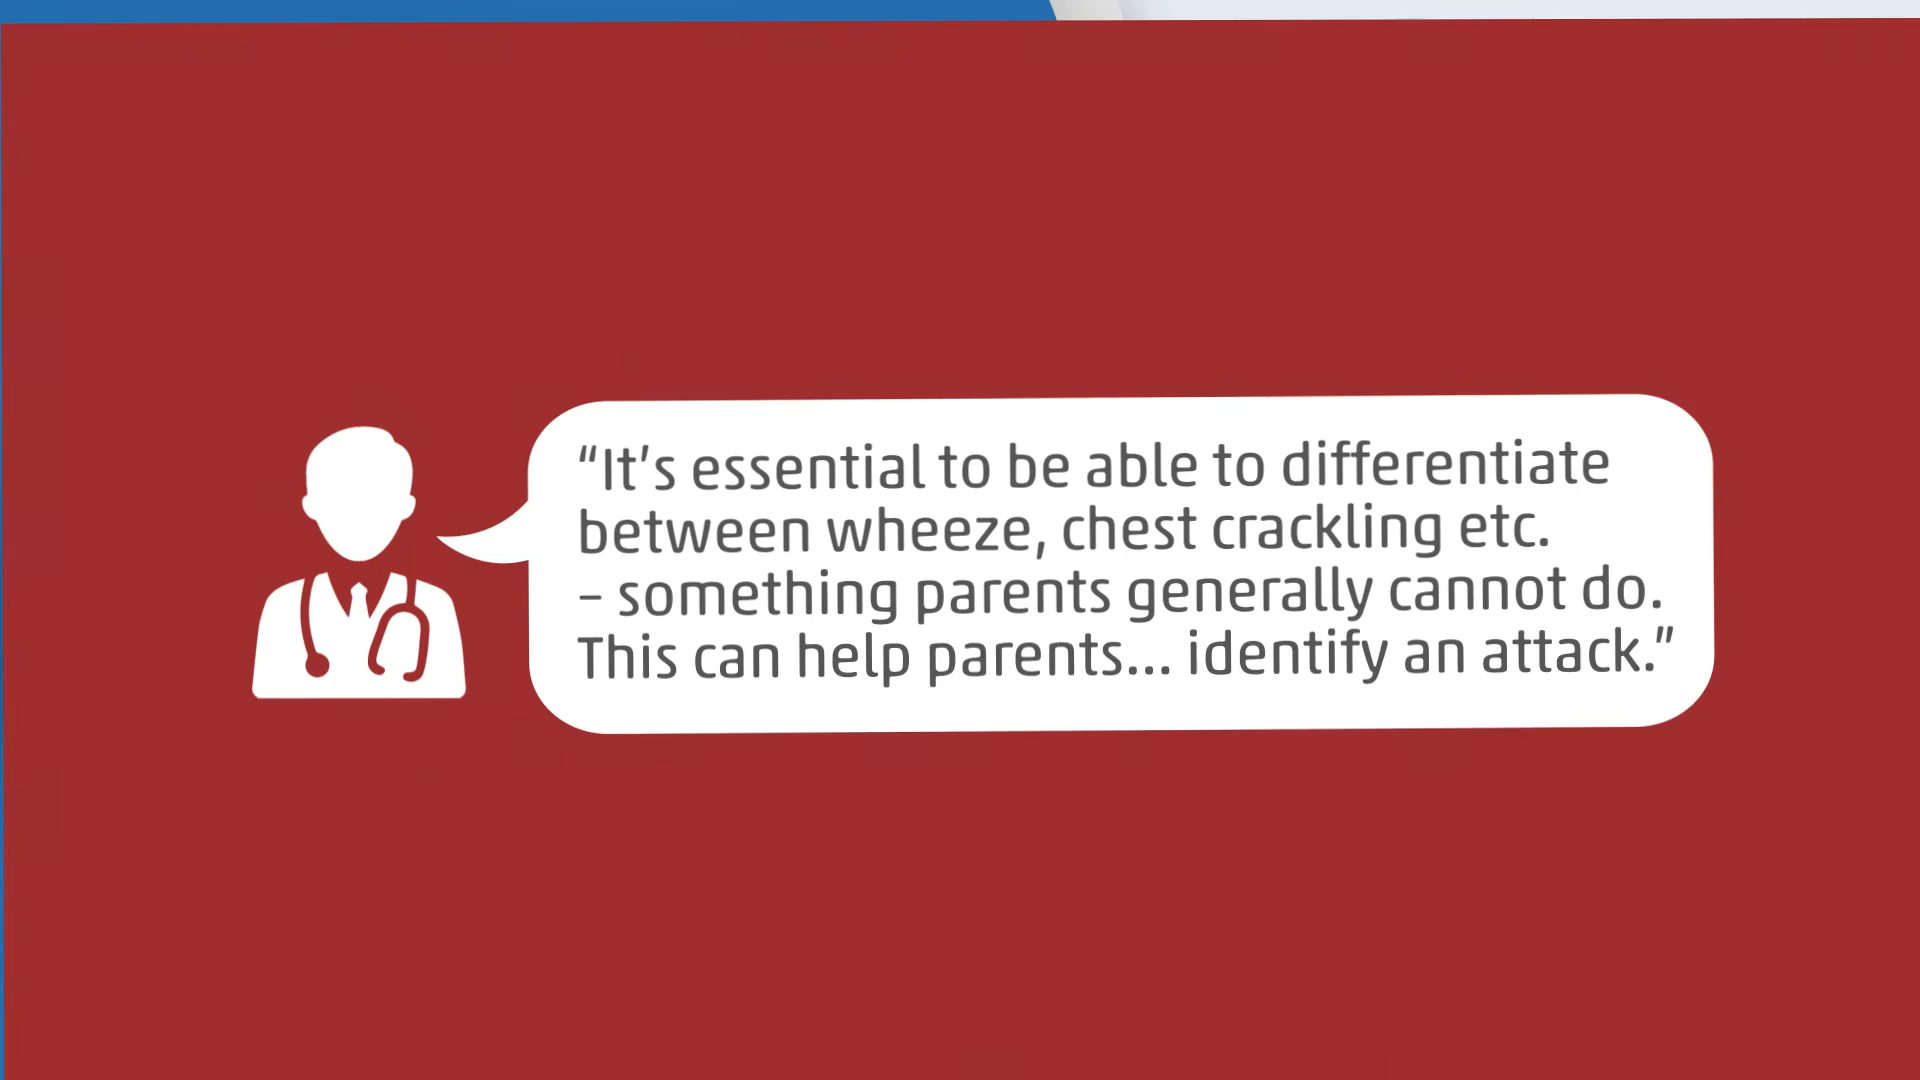 “It’s essential to be able to differentiate
between wheeze, chest crackling etc.
– something parents generally cannot do.
This can help parents... identify an attack.”